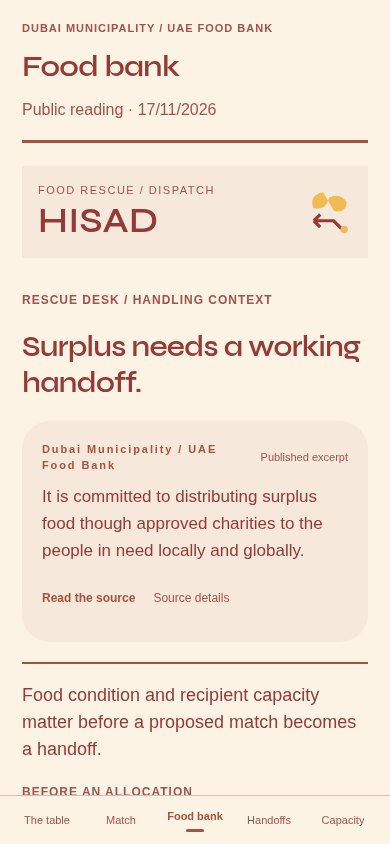 DUBAI MUNICIPALITY / UAE FOOD BANK
Food bank
Public reading · 17/11/2026
FOOD RESCUE / DISPATCH
HISAD
RESCUE DESK / HANDLING CONTEXT
Surplus needs a working
handoff.
Dubai Municipality / UAE
Food Bank
Published excerpt
It is committed to distributing surplus
food though approved charities to the
people in need locally and globally.
Read the source
Source details
Food condition and recipient capacity
matter before a proposed match becomes
a handoff.
BEFORE AN ALLOCATION
The table
Match
Food bank
Handoffs
Capacity